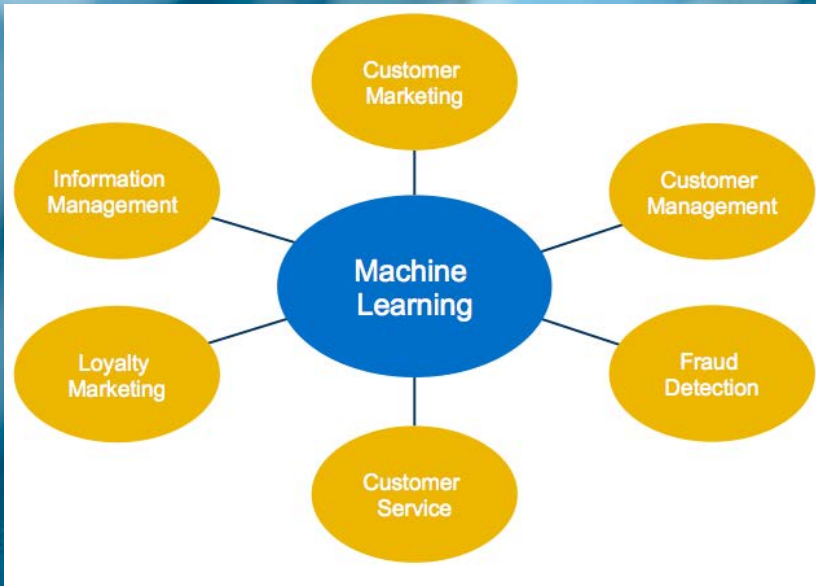 Customer
Marketing
Information
Management
Customer
Management
Machine
Learning
Loyalty
Marketing
Fraud
Detection
Customer
Service